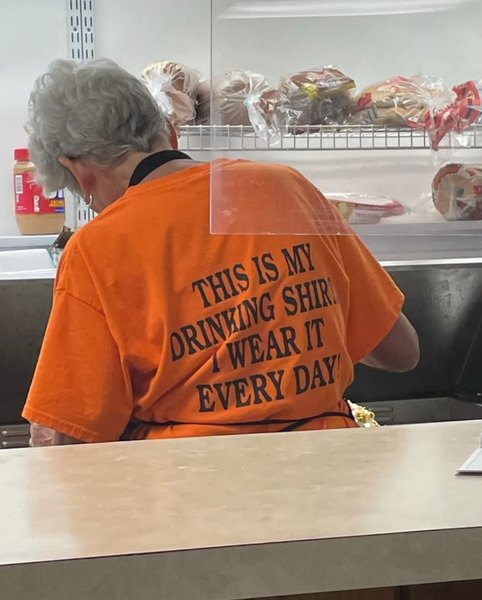 THIS IS MY
DRINKING SHIRT
I WEAR IT
EVERY DAY!